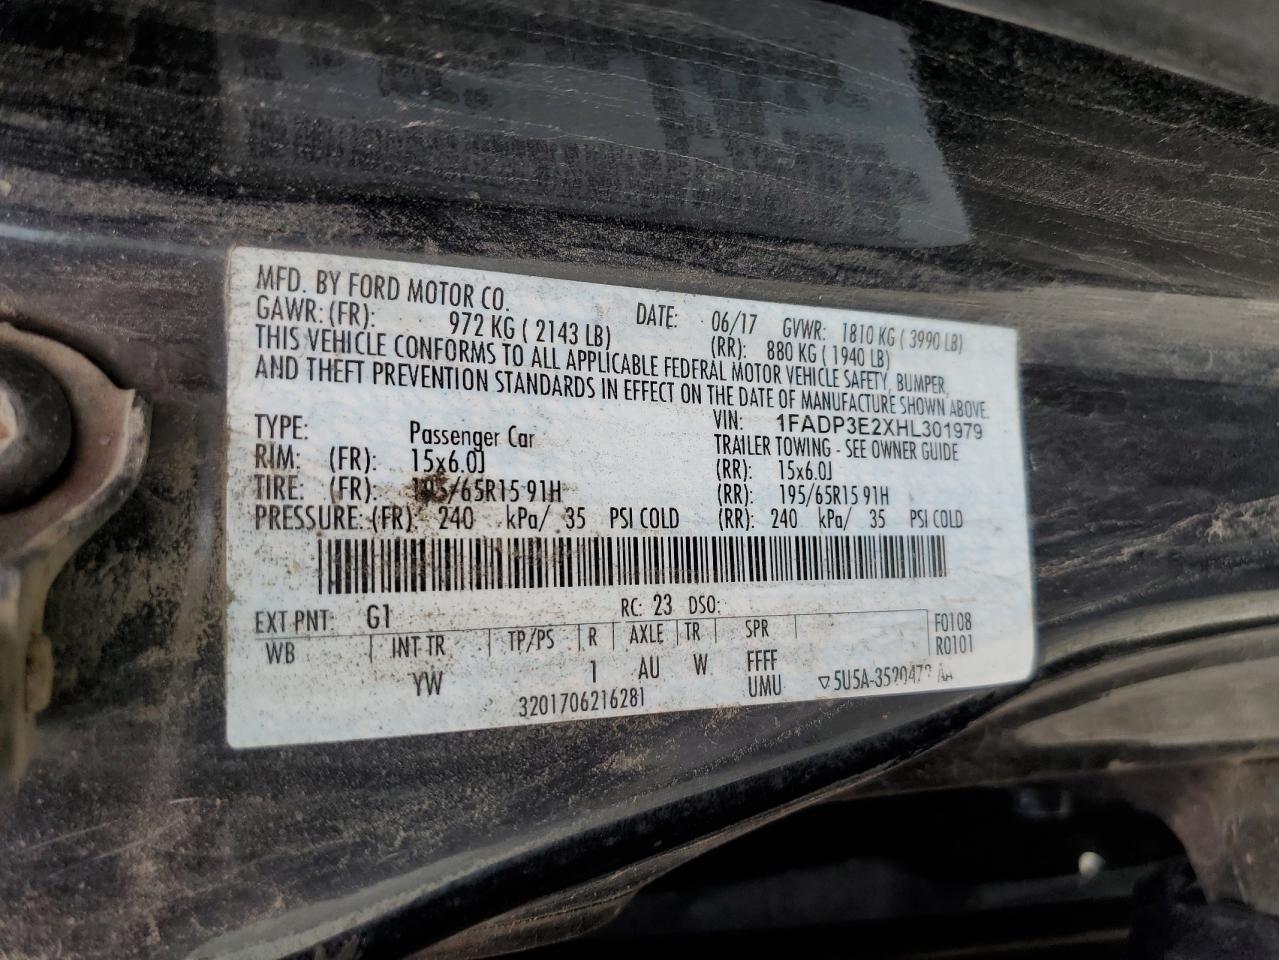 MFD. BY FORD MOTOR CO.
DATE: 06/17 GVWR: 1810 KG ( 3990 LB)
GAWR: (FR): 972 KG ( 2143 LB) (RR): 880 KG ( 1940 LB)
THIS VEHICLE CONFORMS TO ALL APPLICABLE FEDERAL MOTOR VEHICLE SAFETY, BUMPER,
AND THEFT PREVENTION STANDARDS IN EFFECT ON THE DATE OF MANUFACTURE SHOWN ABOVE.
VIN: 1FADP3E2XHL301979
TYPE: Passenger Car TRAILER TOWING - SEE OWNER GUIDE
RIM: (FR): 15x6.0J (RR): 15x6.0J
TIRE: (FR): 195/65R15 91H (RR): 195/65R15 91H
PRESSURE: (FR): 240 kPa/ 35 PSI COLD (RR): 240 kPa/ 35 PSI COLD
EXT PNT: G1 RC: 23 DSO: F0108
WB INT TR TP/PS R AXLE TR SPR R0101
YW 1 AU W FFFF
UMU
3201706216281